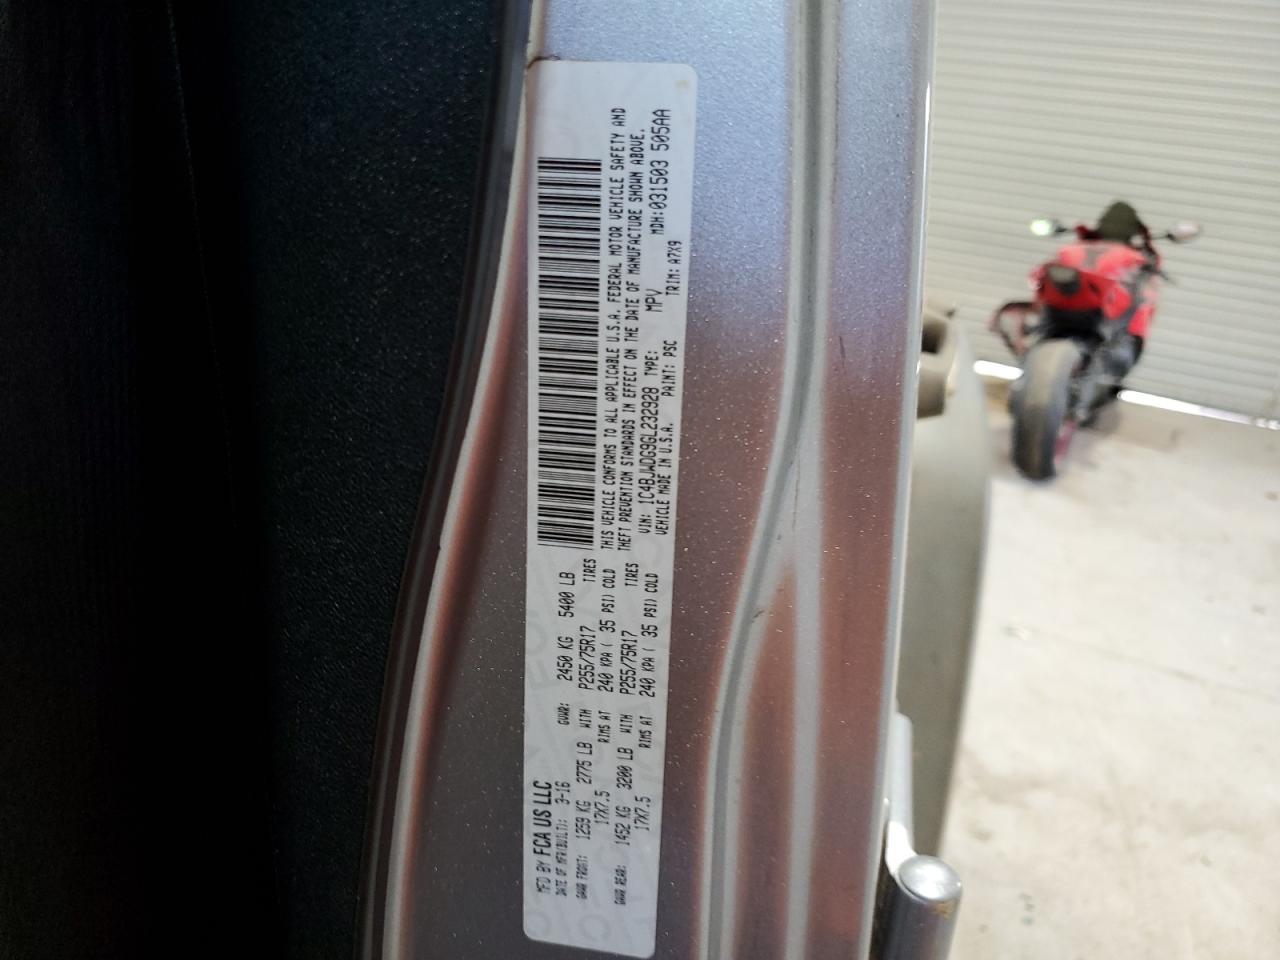 MFD BY FCA US LLC
DATE OF MFR(BUILT): 3-16 GVWR: 2450 KG 5400 LB
GAWR FRONT: 1259 KG 2775 LB WITH P255/75R17 TIRES
17X7.5 RIMS AT 240 KPA ( 35 PSI) COLD
GAWR REAR: 1452 KG 3200 LB WITH P255/75R17 TIRES
17X7.5 RIMS AT 240 KPA ( 35 PSI) COLD
THIS VEHICLE CONFORMS TO ALL APPLICABLE U.S.A. FEDERAL MOTOR VEHICLE SAFETY AND
THEFT PREVENTION STANDARDS IN EFFECT ON THE DATE OF MANUFACTURE SHOWN ABOVE.
VIN: 1C4BJWDG9GL232928 TYPE: MPV MDH:031503 505AA
VEHICLE MADE IN U.S.A. PAINT: PSC TRIM: A7X9